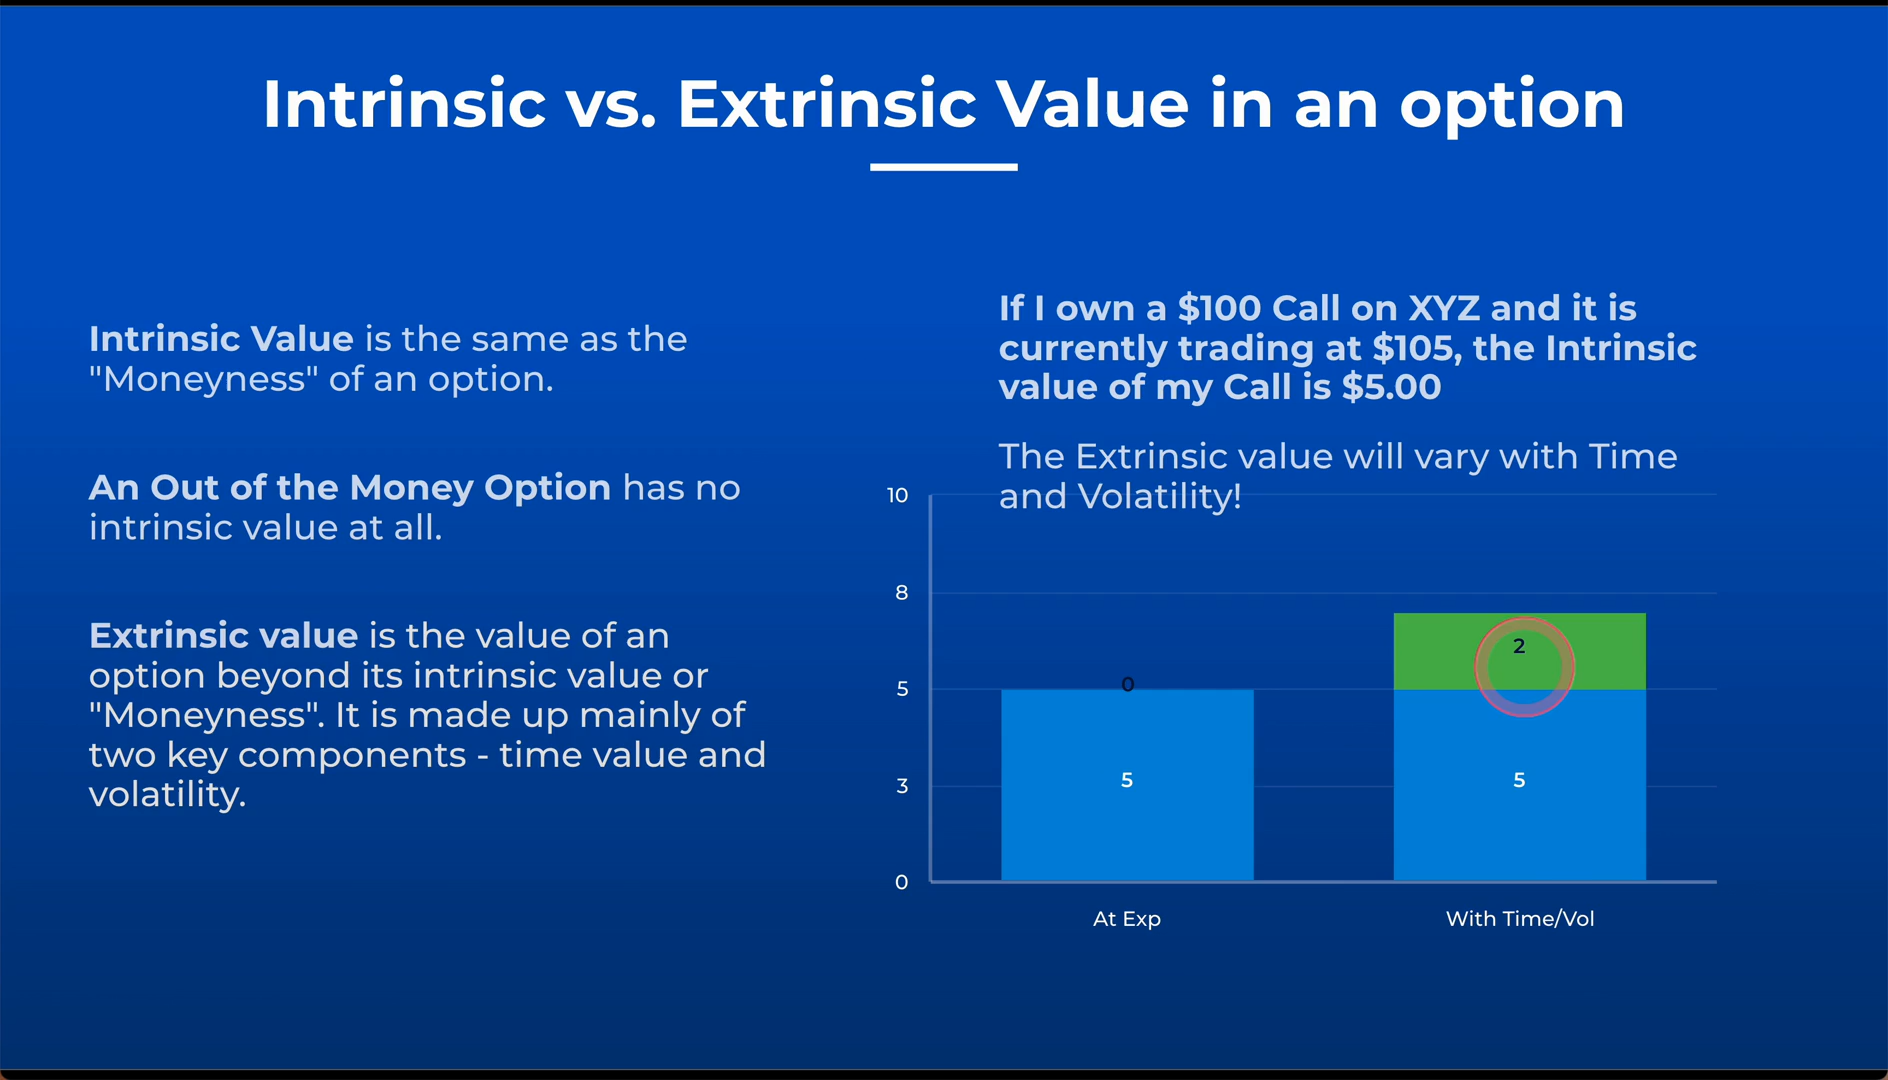 Intrinsic vs. Extrinsic Value in an option
Intrinsic Value is the same as the
"Moneyness" of an option.
An Out of the Money Option has no
intrinsic value at all.
Extrinsic value is the value of an
option beyond its intrinsic value or
"Moneyness". It is made up mainly of
two key components - time value and
volatility.
If I own a $100 Call on XYZ and it is
currently trading at $105, the Intrinsic
value of my Call is $5.00
The Extrinsic value will vary with Time
and Volatility!
10
8
5
3
0
0
5
2
5
At Exp
With Time/Vol